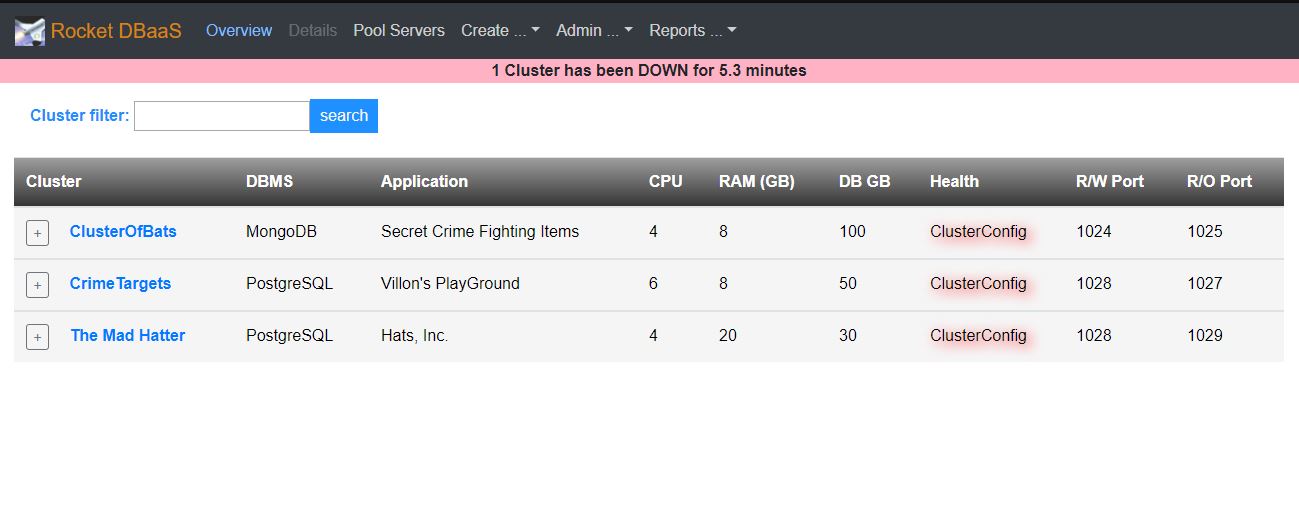 Rocket DBaaS Overview Details Pool Servers Create ... Admin ... Reports ...
1 Cluster has been DOWN for 5.3 minutes
Cluster filter: search
Cluster DBMS Application CPU RAM (GB) DB GB Health R/W Port R/O Port
+ ClusterOfBats MongoDB Secret Crime Fighting Items 4 8 100 ClusterConfig 1024 1025
+ CrimeTargets PostgreSQL Villon's PlayGround 6 8 50 ClusterConfig 1028 1027
+ The Mad Hatter PostgreSQL Hats, Inc. 4 20 30 ClusterConfig 1028 1029